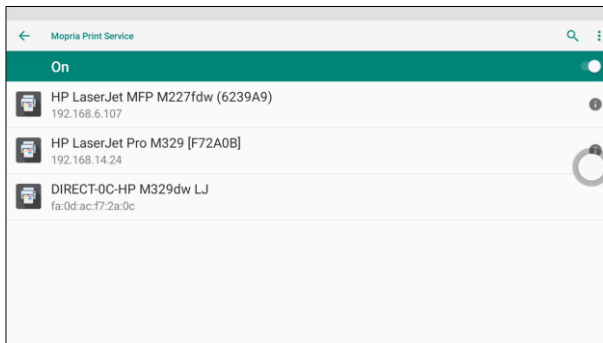 Mopria Print Service
On
HP LaserJet MFP M227fdw (6239A9)
192.168.6.107
HP LaserJet Pro M329 [F72A0B]
192.168.14.24
DIRECT-0C-HP M329dw LJ
fa:0d:ac:f7:2a:0c